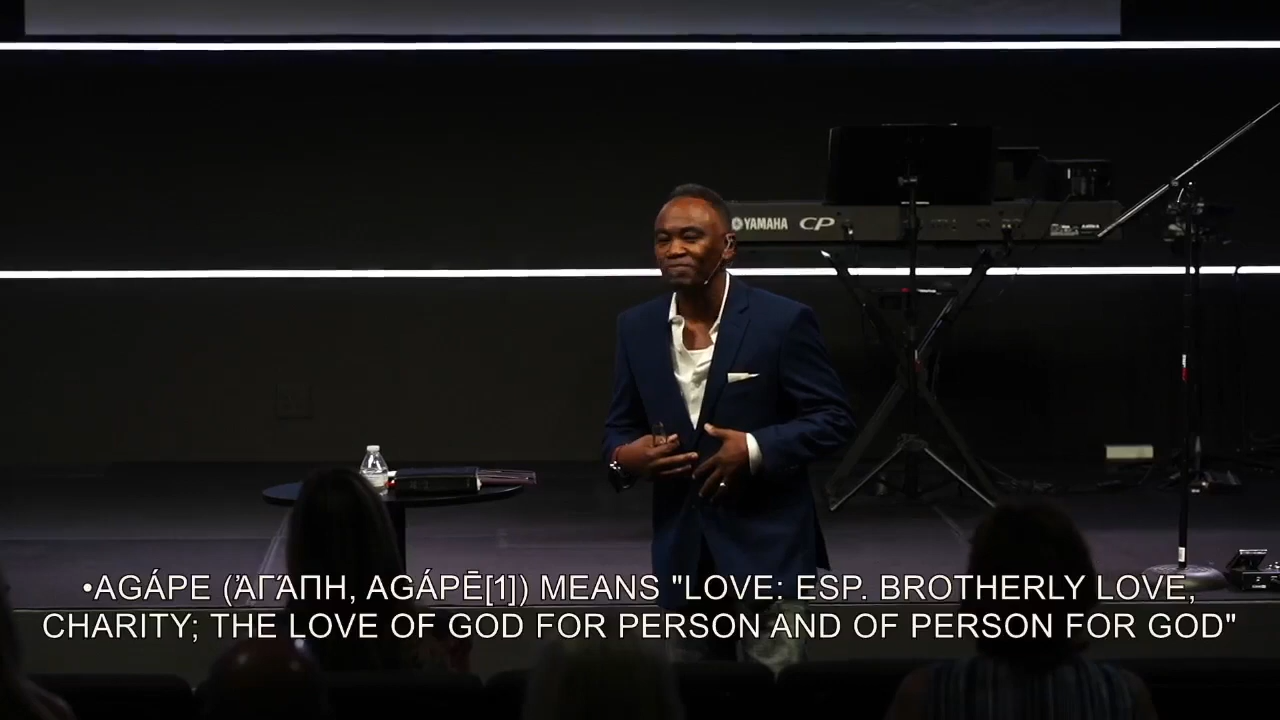 YAMAHA CP
•AGÁPE (ἈΓΆΠΗ, AGÁPĒ[1]) MEANS "LOVE: ESP. BROTHERLY LOVE,
CHARITY; THE LOVE OF GOD FOR PERSON AND OF PERSON FOR GOD"